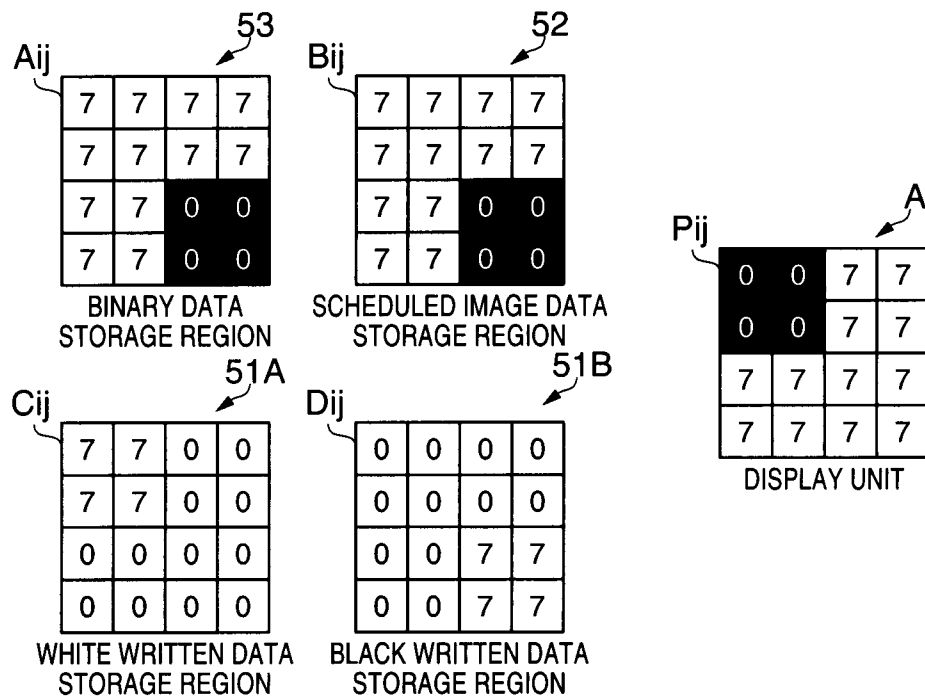 53
Aij
7 7 7 7
7 7 7 7
7 7 0 0
7 7 0 0
BINARY DATA
STORAGE REGION
52
Bij
7 7 7 7
7 7 7 7
7 7 0 0
7 7 0 0
SCHEDULED IMAGE DATA
STORAGE REGION
A
Pij
0 0 7 7
0 0 7 7
7 7 7 7
7 7 7 7
DISPLAY UNIT
51A
Cij
7 7 0 0
7 7 0 0
0 0 0 0
0 0 0 0
WHITE WRITTEN DATA
STORAGE REGION
51B
Dij
0 0 0 0
0 0 0 0
0 0 7 7
0 0 7 7
BLACK WRITTEN DATA
STORAGE REGION